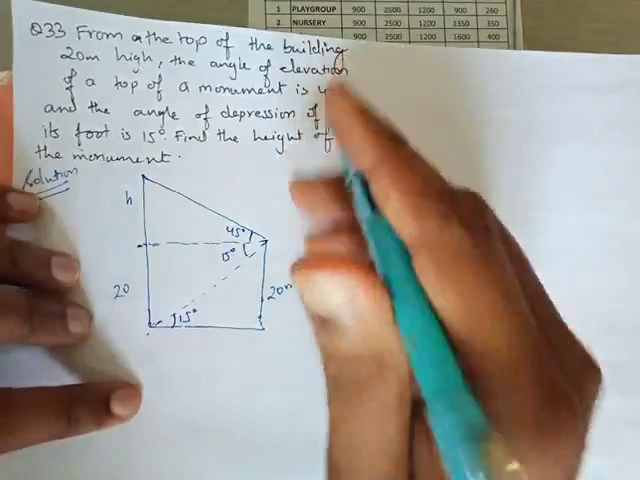 1 PLAYGROUP 900 2500 1200 900 260
2 NURSERY 900 2500 1200 1350 350
900 2500 1200 1600 400
Q33 From a the top of the building
20m high, the angle of elevation
of a top of a monument is 4
and the angle of depression of
its foot is 15°. Find the height of
the monument.
Solution
h
45°
15°
20
20m
15°